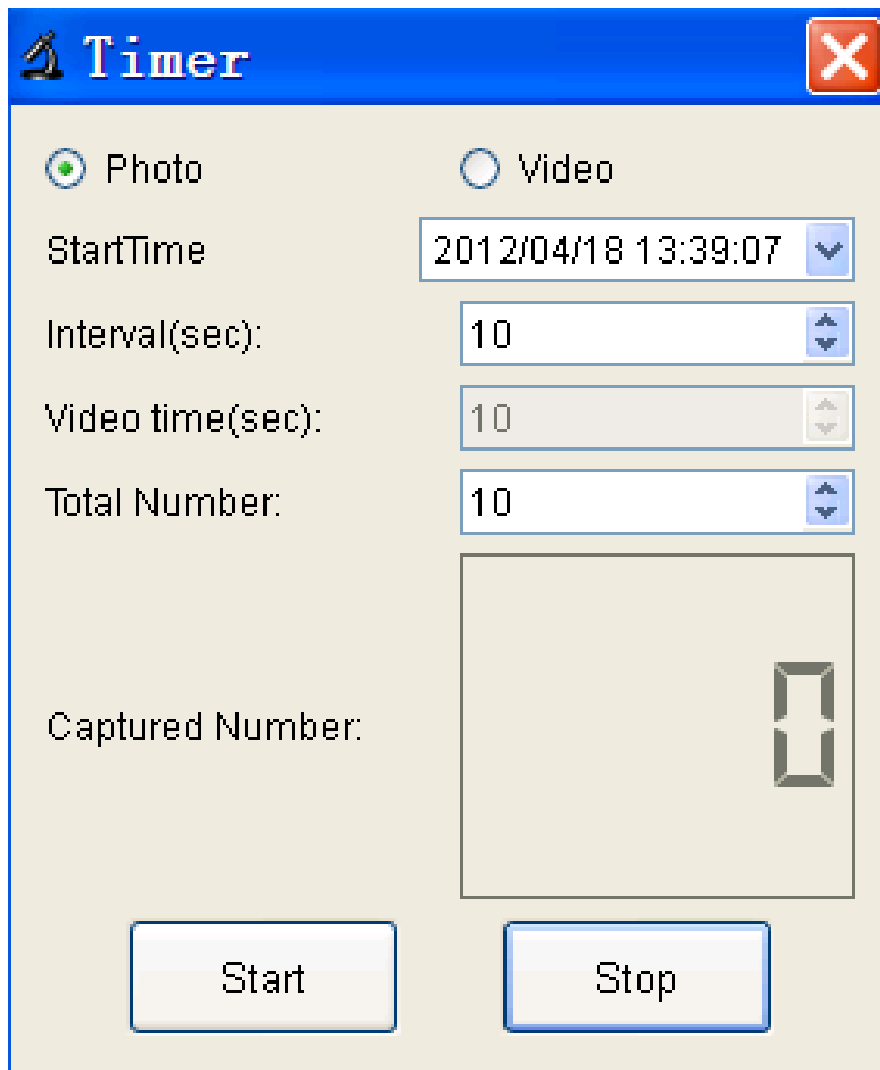 Timer
Photo Video
StartTime 2012/04/18 13:39:07
Interval(sec): 10
Video time(sec): 10
Total Number: 10
Captured Number: 0
Start Stop